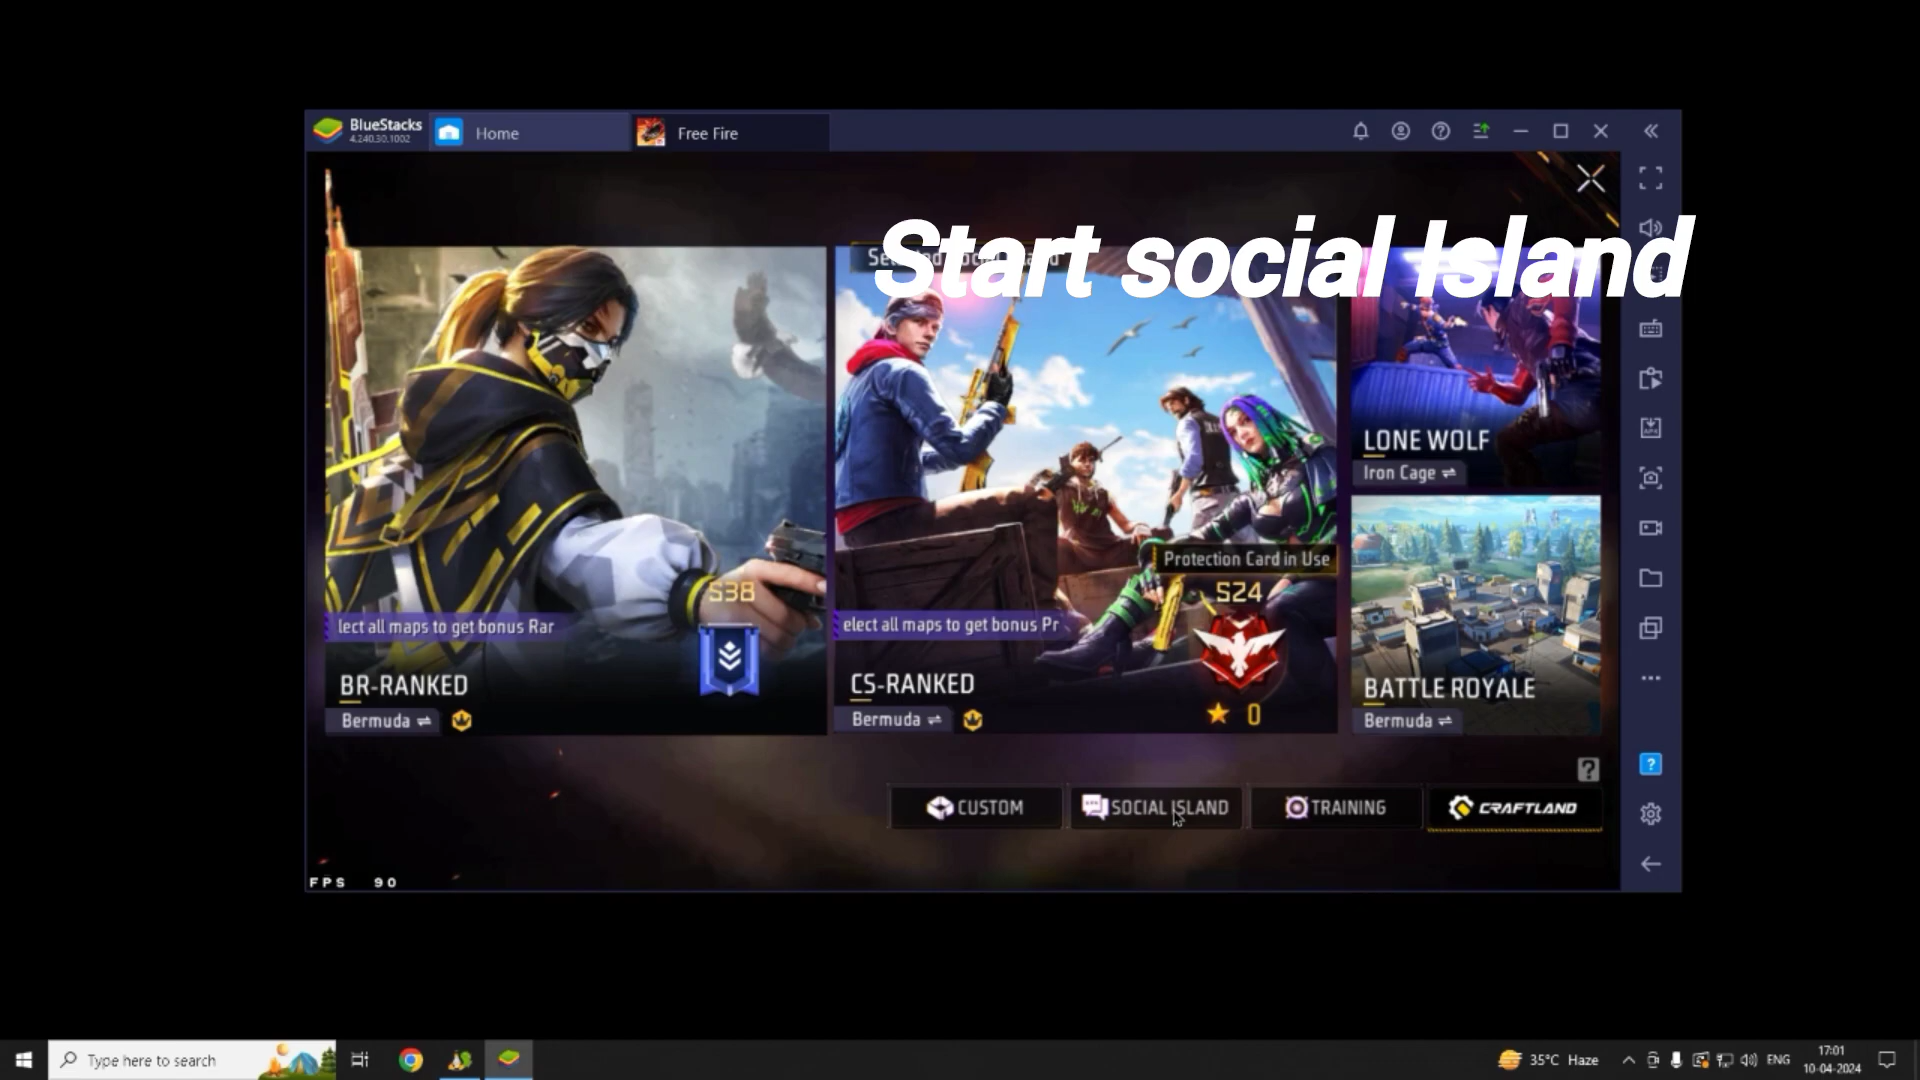 BlueStacks
4.240.30.1002
Home
Free Fire
Start social Island
LONE WOLF
Iron Cage
Protection Card in Use
S38
S24
lect all maps to get bonus Rar
elect all maps to get bonus Pr
BR-RANKED
Bermuda
CS-RANKED
Bermuda
0
BATTLE ROYALE
Bermuda
CUSTOM
SOCIAL ISLAND
TRAINING
CRAFTLAND
FPS 90
Type here to search
35°C Haze
ENG
17:01
10-04-2024